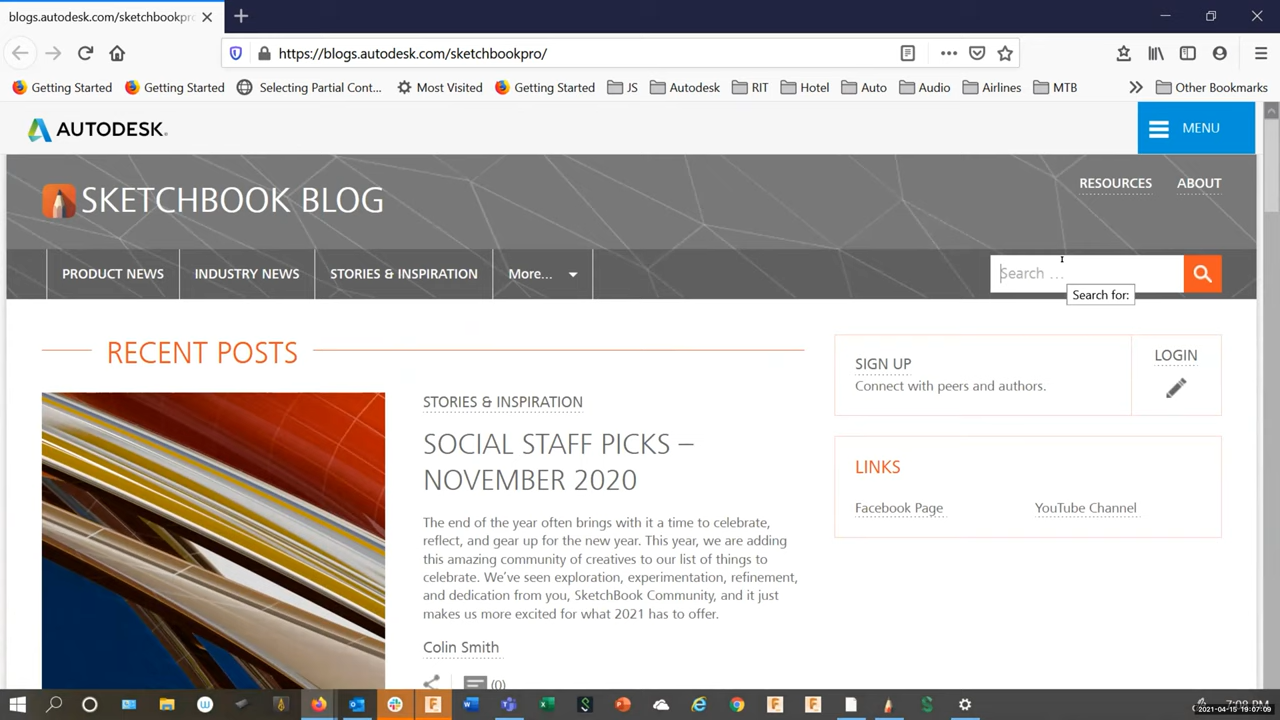 blogs.autodesk.com/sketchbookpro
https://blogs.autodesk.com/sketchbookpro/
Getting Started
Getting Started
Selecting Partial Cont...
Most Visited
Getting Started
JS
Autodesk
RIT
Hotel
Auto
Audio
Airlines
MTB
Other Bookmarks
AUTODESK.
MENU
SKETCHBOOK BLOG
RESOURCES
ABOUT
PRODUCT NEWS
INDUSTRY NEWS
STORIES & INSPIRATION
More...
Search ...
Search for:
RECENT POSTS
STORIES & INSPIRATION
SOCIAL STAFF PICKS –
NOVEMBER 2020
The end of the year often brings with it a time to celebrate,
reflect, and gear up for the new year. This year, we are adding
this amazing community of creatives to our list of things to
celebrate. We've seen exploration, experimentation, refinement,
and dedication from you, SketchBook Community, and it just
makes us more excited for what 2021 has to offer.
Colin Smith
(0)
SIGN UP
Connect with peers and authors.
LOGIN
LINKS
Facebook Page
YouTube Channel
2021-04-15 19:07:09